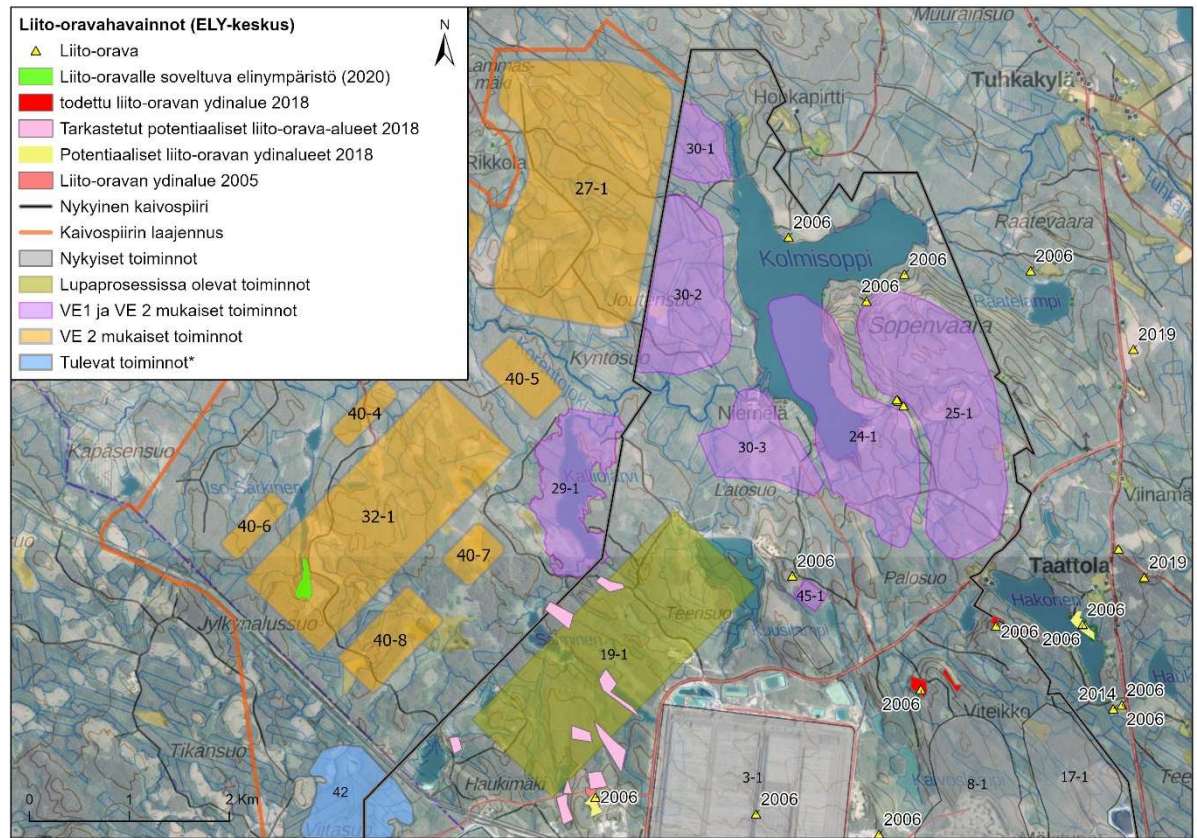 Liito-oravahavainnot (ELY-keskus)
Liito-orava
Liito-oravalle soveltuva elinympäristö (2020)
todettu liito-oravan ydinalue 2018
Tarkastetut potentiaaliset liito-orava-alueet 2018
Potentiaaliset liito-oravan ydinalueet 2018
Liito-oravan ydinalue 2005
Nykyinen kaivospiiri
Kaivospiirin laajennus
Nykyiset toiminnot
Lupaprosessissa olevat toiminnot
VE1 ja VE 2 mukaiset toiminnot
VE 2 mukaiset toiminnot
Tulevat toiminnot*
N
Muurainsuo
Tuhkakylä
Honkapirtti
Rikkola
30-1
27-1
2006
Kolmisoppi
Raatevaara
2006
2006
Raatelampi
30-2
Joutensuo
Sopenvaara
2019
Kyntösuo
40-5
40-4
Niemelä
25-1
24-1
30-3
Kapasensuo
Iso-Sätkinen
Kalliojärvi
29-1
Latosuo
32-1
40-6
40-7
2006
Palosuo
Taattola
2019
45-1
Kuusilampi
Hakonen
2006
2006
2006
Jylkynalussuo
40-8
Teerisuo
19-1
2006
Viteikko
2014
2006
2006
Tikansuo
Haukimäki
3-1
8-1
17-1
42
Viitasuo
2006
2006
2006
0
2 Km